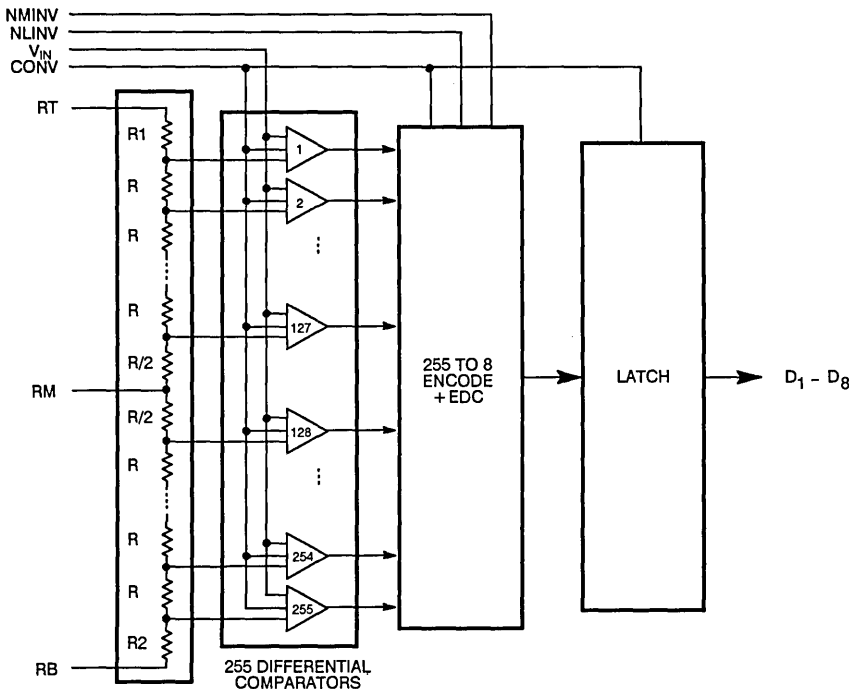 NMINV
NLINV
VIN
CONV
RT
R1
R
R
R
R/2
RM
R/2
R
R
R
R2
RB
1
2
127
128
254
255
255 DIFFERENTIAL
COMPARATORS
255 TO 8
ENCODE
+ EDC
LATCH
D1 – D8